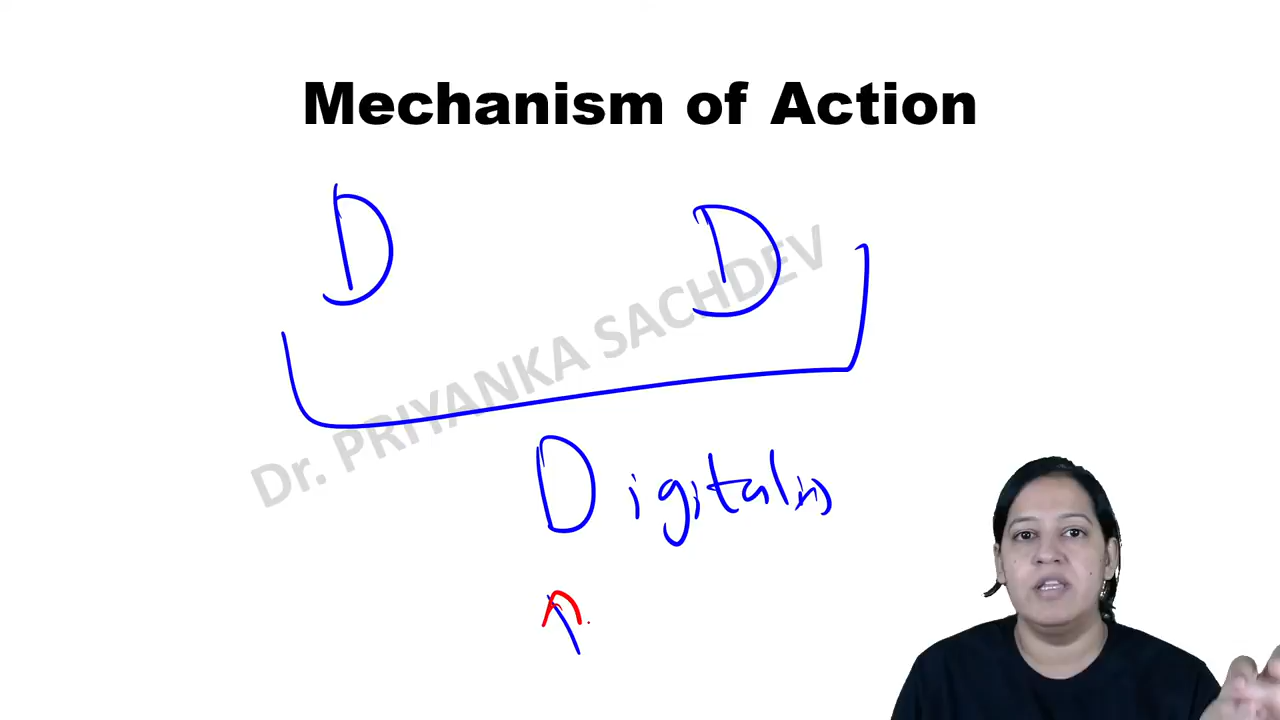 Mechanism of Action
D D
Dr. PRIYANKA SACHDEV
Digitalis